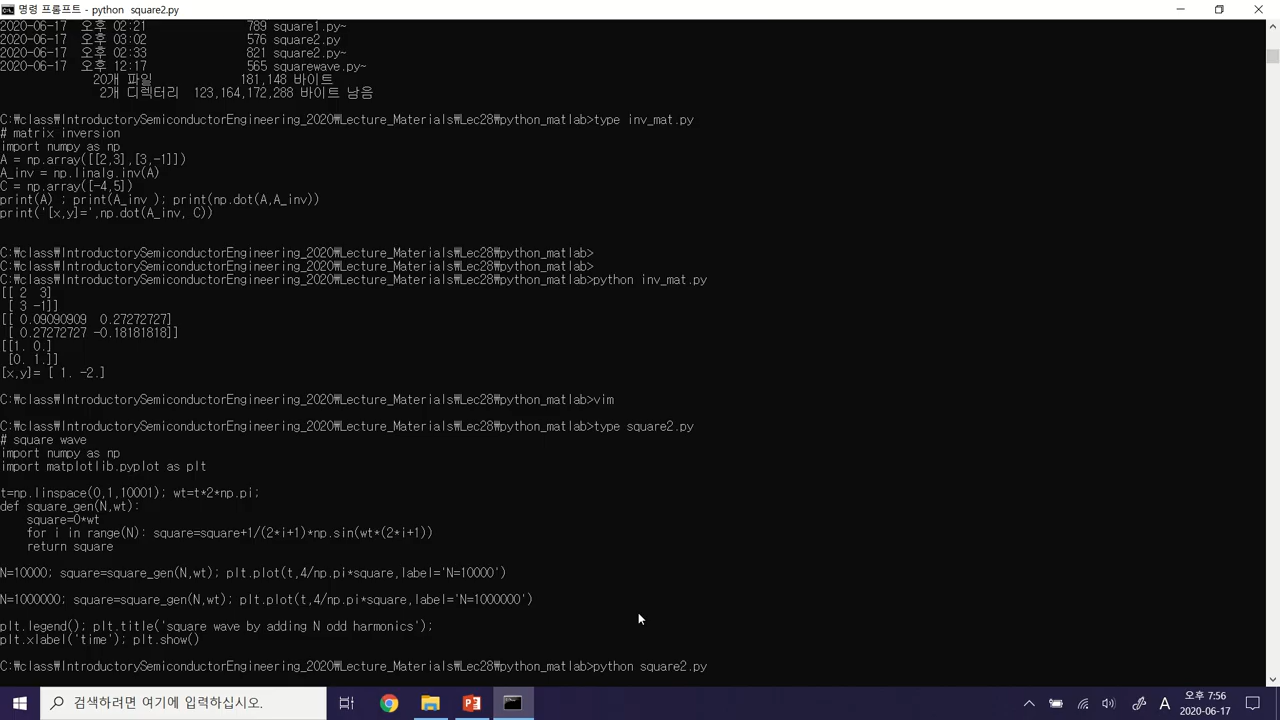 명령 프롬프트 - python square2.py
2020-06-17 오후 02:21 789 square1.py~
2020-06-17 오후 03:02 576 square2.py
2020-06-17 오후 02:33 821 square2.py~
2020-06-17 오후 12:17 565 squarewave.py~
20개 파일 181,148 바이트
2개 디렉터리 123,164,172,288 바이트 남음
C:₩class₩IntroductorySemiconductorEngineering_2020₩Lecture_Materials₩Lec28₩python_matlab>type inv_mat.py
# matrix inversion
import numpy as np
A = np.array([[2,3],[3,-1]])
A_inv = np.linalg.inv(A)
C = np.array([-4,5])
print(A) ; print(A_inv ); print(np.dot(A,A_inv))
print('[x,y]=',np.dot(A_inv, C))
C:₩class₩IntroductorySemiconductorEngineering_2020₩Lecture_Materials₩Lec28₩python_matlab>
C:₩class₩IntroductorySemiconductorEngineering_2020₩Lecture_Materials₩Lec28₩python_matlab>
C:₩class₩IntroductorySemiconductorEngineering_2020₩Lecture_Materials₩Lec28₩python_matlab>python inv_mat.py
[[ 2 3]
[ 3 -1]]
[[ 0.09090909 0.27272727]
[ 0.27272727 -0.18181818]]
[[1. 0.]
[0. 1.]]
[x,y]= [ 1. -2.]
C:₩class₩IntroductorySemiconductorEngineering_2020₩Lecture_Materials₩Lec28₩python_matlab>vim
C:₩class₩IntroductorySemiconductorEngineering_2020₩Lecture_Materials₩Lec28₩python_matlab>type square2.py
# square wave
import numpy as np
import matplotlib.pyplot as plt
t=np.linspace(0,1,10001); wt=t*2*np.pi;
def square_gen(N,wt):
square=0*wt
for i in range(N): square=square+1/(2*i+1)*np.sin(wt*(2*i+1))
return square
N=10000; square=square_gen(N,wt); plt.plot(t,4/np.pi*square,label='N=10000')
N=1000000; square=square_gen(N,wt); plt.plot(t,4/np.pi*square,label='N=1000000')
plt.legend(); plt.title('square wave by adding N odd harmonics');
plt.xlabel('time'); plt.show()
C:₩class₩IntroductorySemiconductorEngineering_2020₩Lecture_Materials₩Lec28₩python_matlab>python square2.py
검색하려면 여기에 입력하십시오.
A
오후 7:56
2020-06-17